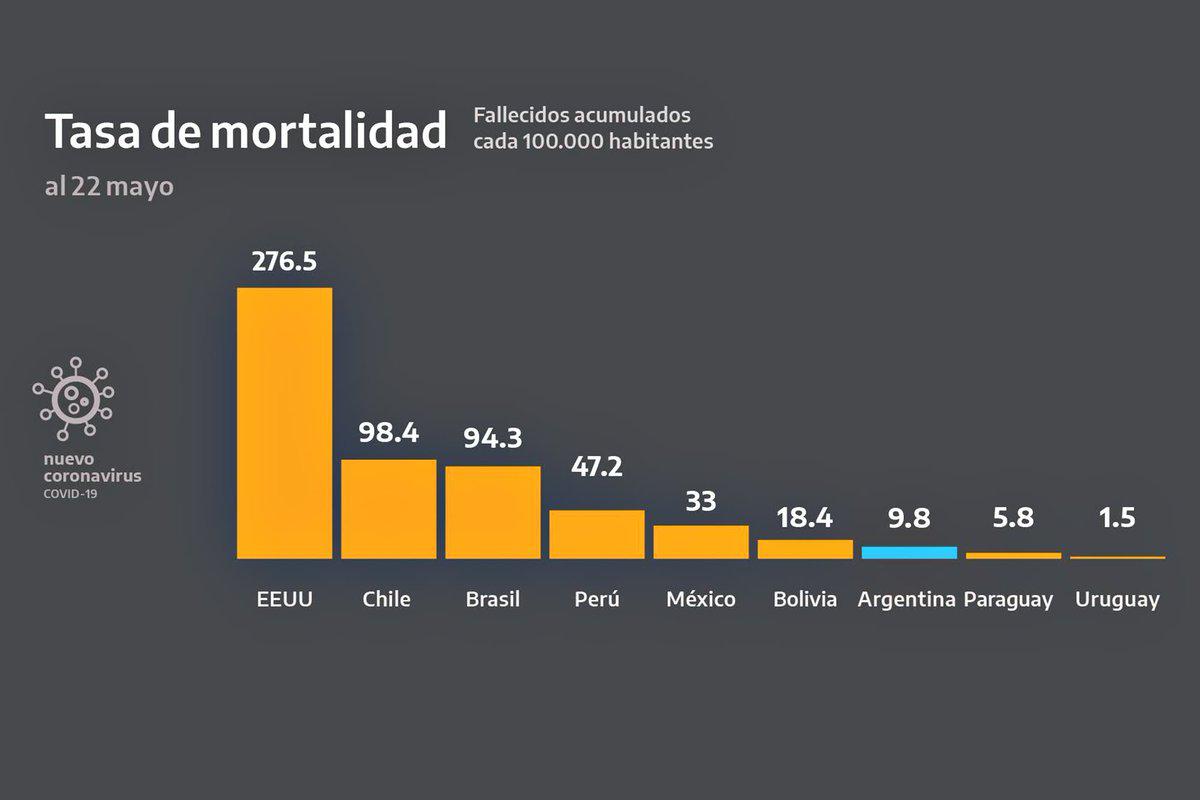 Tasa de mortalidad
Fallecidos acumulados
cada 100.000 habitantes
al 22 mayo
276.5
98.4
94.3
47.2
33
18.4
9.8
5.8
1.5
nuevo
coronavirus
COVID-19
EEUU
Chile
Brasil
Perú
México
Bolivia
Argentina
Paraguay
Uruguay